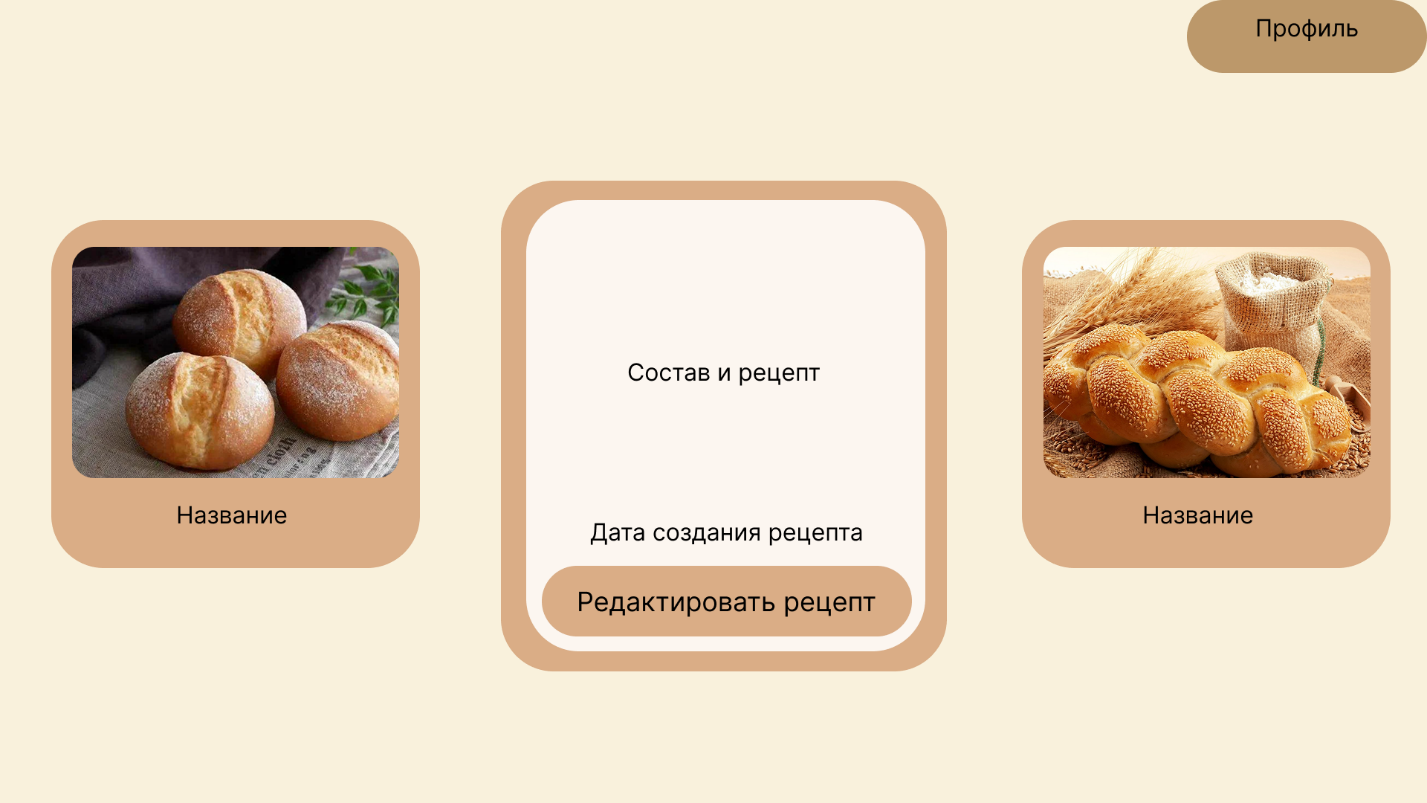 Профиль
Состав и рецепт
Название
Название
Дата создания рецепта
Редактировать рецепт